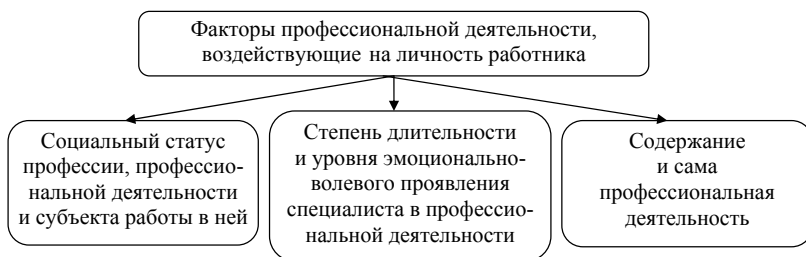 Факторы профессиональной деятельности,
воздействующие на личность работника
Социальный статус
профессии, профессио-
нальной деятельности
и субъекта работы в ней
Степень длительности
и уровня эмоционально-
волевого проявления
специалиста в профессио-
нальной деятельности
Содержание
и сама
профессиональная
деятельность